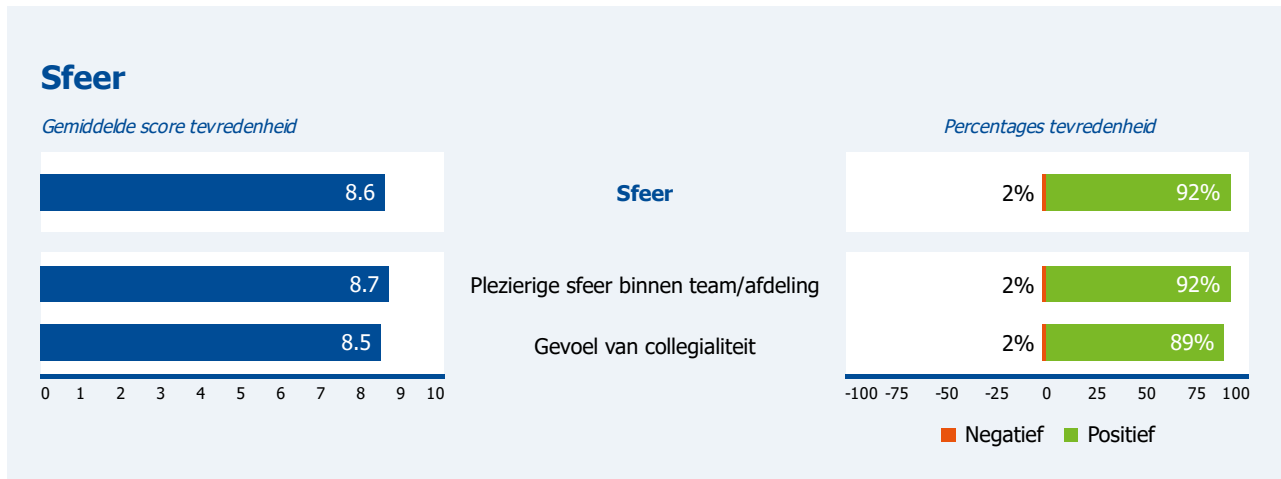 Sfeer
Gemiddelde score tevredenheid
Percentages tevredenheid
8.6
Sfeer
2%
92%
8.7
Plezierige sfeer binnen team/afdeling
2%
92%
8.5
Gevoel van collegialiteit
2%
89%
0 1 2 3 4 5 6 7 8 9 10
-100 -75 -50 -25 0 25 50 75 100
Negatief
Positief